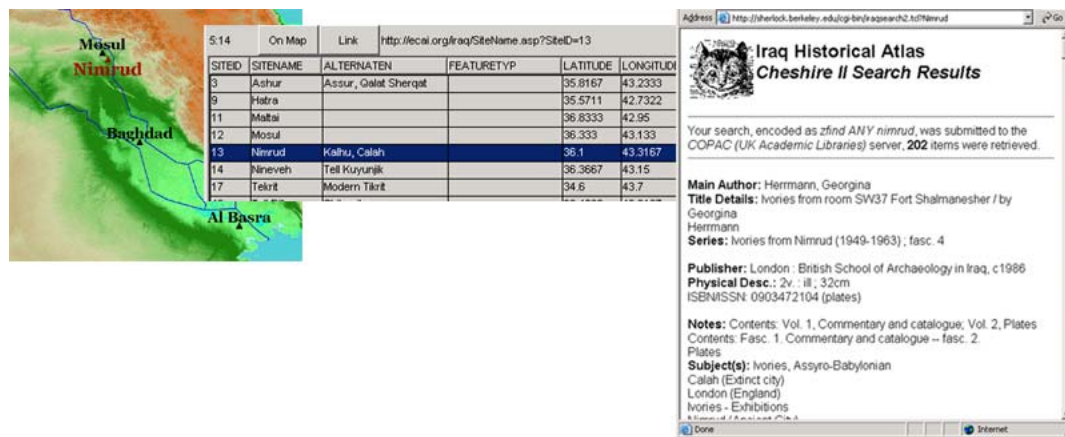 Mosul
Nimrud
Baghdad
Al Basra
5:14 On Map Link http://ecai.org/iraq/SiteName.asp?SiteID=13
SITEID SITENAME ALTERNATEN FEATURETYP LATITUDE LONGITUDE
3 Ashur Assur, Qalat Sherqat 35.8167 43.2333
9 Hatra 35.5711 42.7322
11 Maltai 36.8333 42.95
12 Mosul 36.333 43.133
13 Nimrud Kalhu, Calah 36.1 43.3167
14 Nineveh Tell Kuyunjik 36.3667 43.15
17 Tekrit Modern Tikrit 34.6 43.7
Address http://sherlock.berkeley.edu/cgi-bin/iraqsearch2.tcl?Nimrud Go
Iraq Historical Atlas
Cheshire II Search Results
Your search, encoded as zfind ANY nimrud, was submitted to the
COPAC (UK Academic Libraries) server, 202 items were retrieved.
Main Author: Herrmann, Georgina
Title Details: Ivories from room SW37 Fort Shalmanesher / by
Georgina
Herrmann
Series: Ivories from Nimrud (1949-1963) ; fasc. 4
Publisher: London : British School of Archaeology in Iraq, c1986
Physical Desc.: 2v. : ill ; 32cm
ISBN/ISSN: 0903472104 (plates)
Notes: Contents: Vol. 1, Commentary and catalogue; Vol. 2, Plates
Contents: Fasc. 1. Commentary and catalogue -- fasc. 2.
Plates
Subject(s): Ivories, Assyro-Babylonian
Calah (Extinct city)
London (England)
Ivories - Exhibitions
Nimrud (Ancient City)
Done Internet